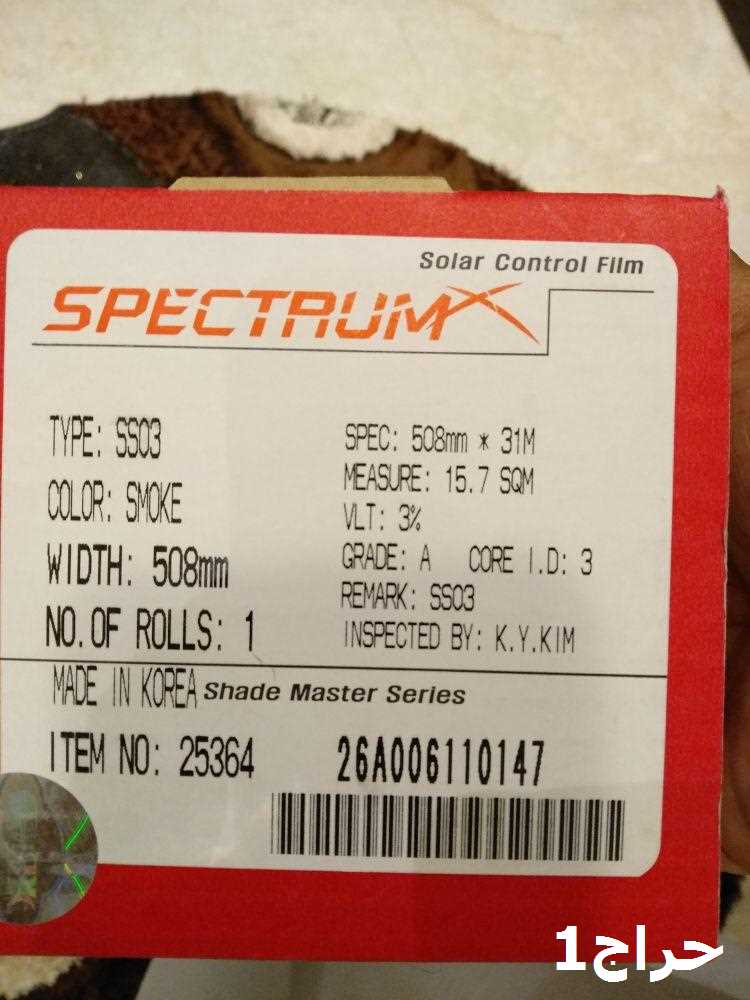 Solar Control Film
SPECTRUMX
TYPE: SS03
COLOR: SMOKE
WIDTH: 508mm
NO.OF ROLLS: 1
SPEC: 508mm * 31M
MEASURE: 15.7 SQM
VLT: 3%
GRADE: A CORE I.D: 3
REMARK: SS03
INSPECTED BY: K.Y.KIM
MADE IN KOREA Shade Master Series
ITEM NO: 25364 26A006110147
حراج1